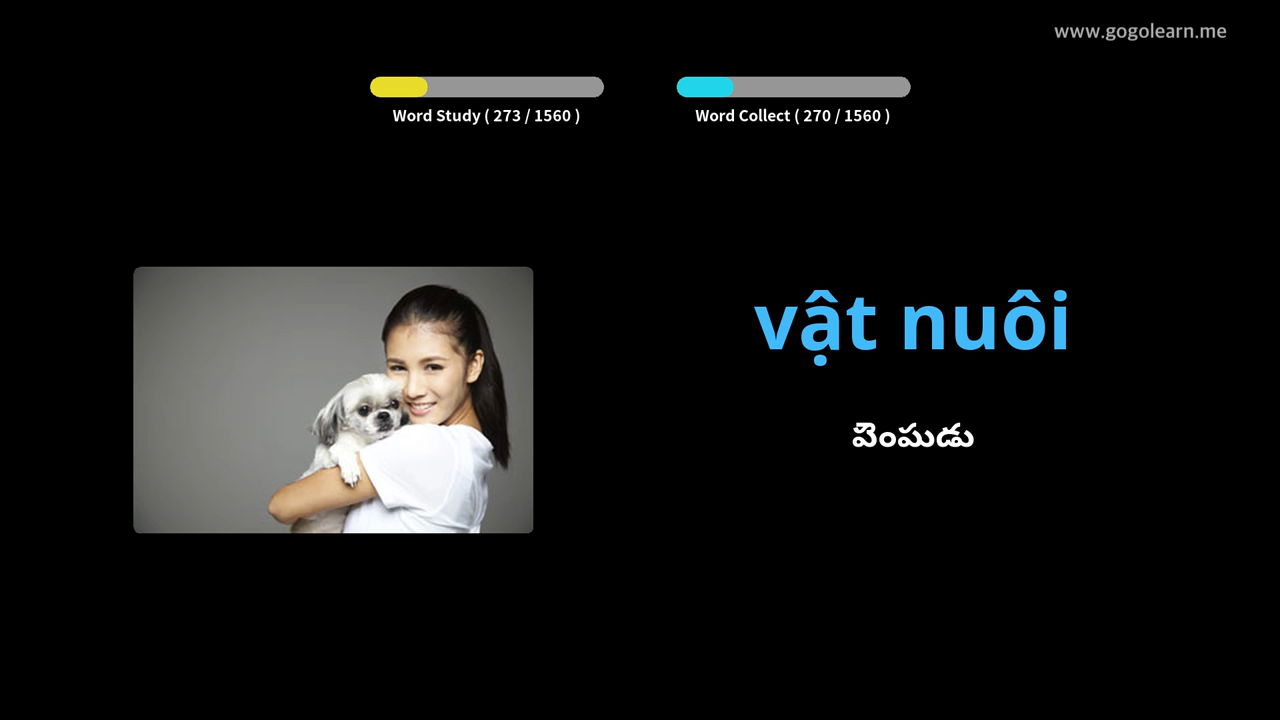 www.gogolearn.me
Word Study ( 273 / 1560 )
Word Collect ( 270 / 1560 )
vật nuôi
పెంపుడు